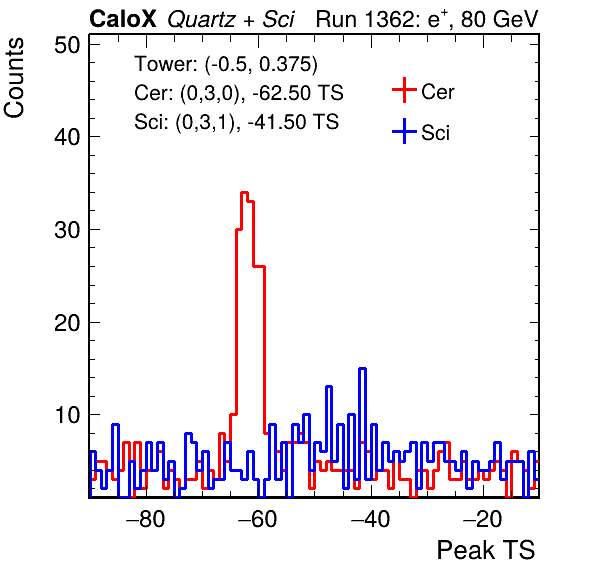 CaloX Quartz + Sci Run 1362: e⁺, 80 GeV
Counts
Tower: (-0.5, 0.375)
Cer: (0,3,0), -62.50 TS
Sci: (0,3,1), -41.50 TS
Cer
Sci
50
40
30
20
10
−80 −60 −40 −20
Peak TS